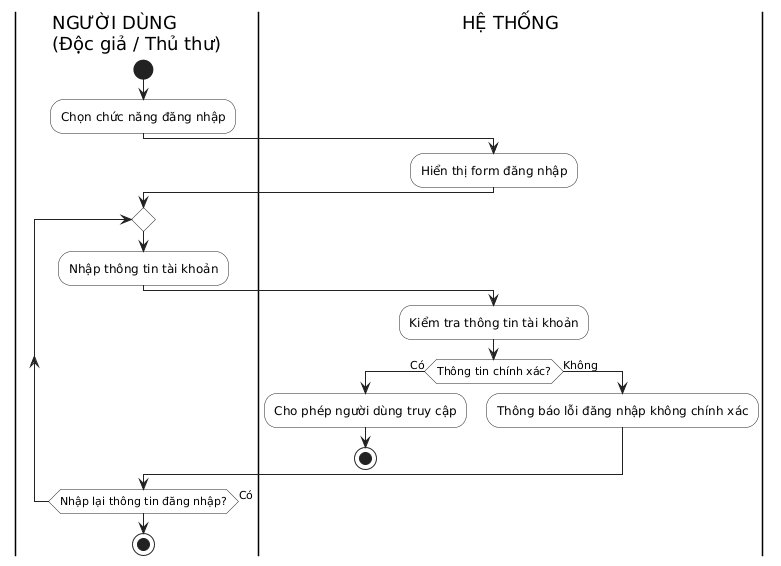 NGƯỜI DÙNG
(Độc giả / Thủ thư)
HỆ THỐNG
Chọn chức năng đăng nhập
Hiển thị form đăng nhập
Nhập thông tin tài khoản
Kiểm tra thông tin tài khoản
Có
Thông tin chính xác?
Không
Cho phép người dùng truy cập
Thông báo lỗi đăng nhập không chính xác
Nhập lại thông tin đăng nhập?
Có